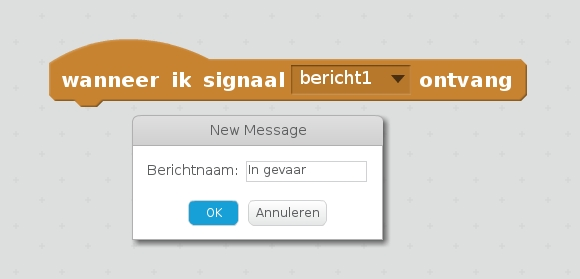 wanneer ik signaal bericht1 ontvang
New Message
Berichtnaam: In gevaar
OK Annuleren